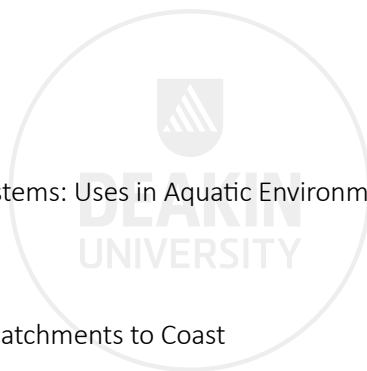 stems: Uses in Aquatic Environm
DEAKIN
UNIVERSITY
atchments to Coast